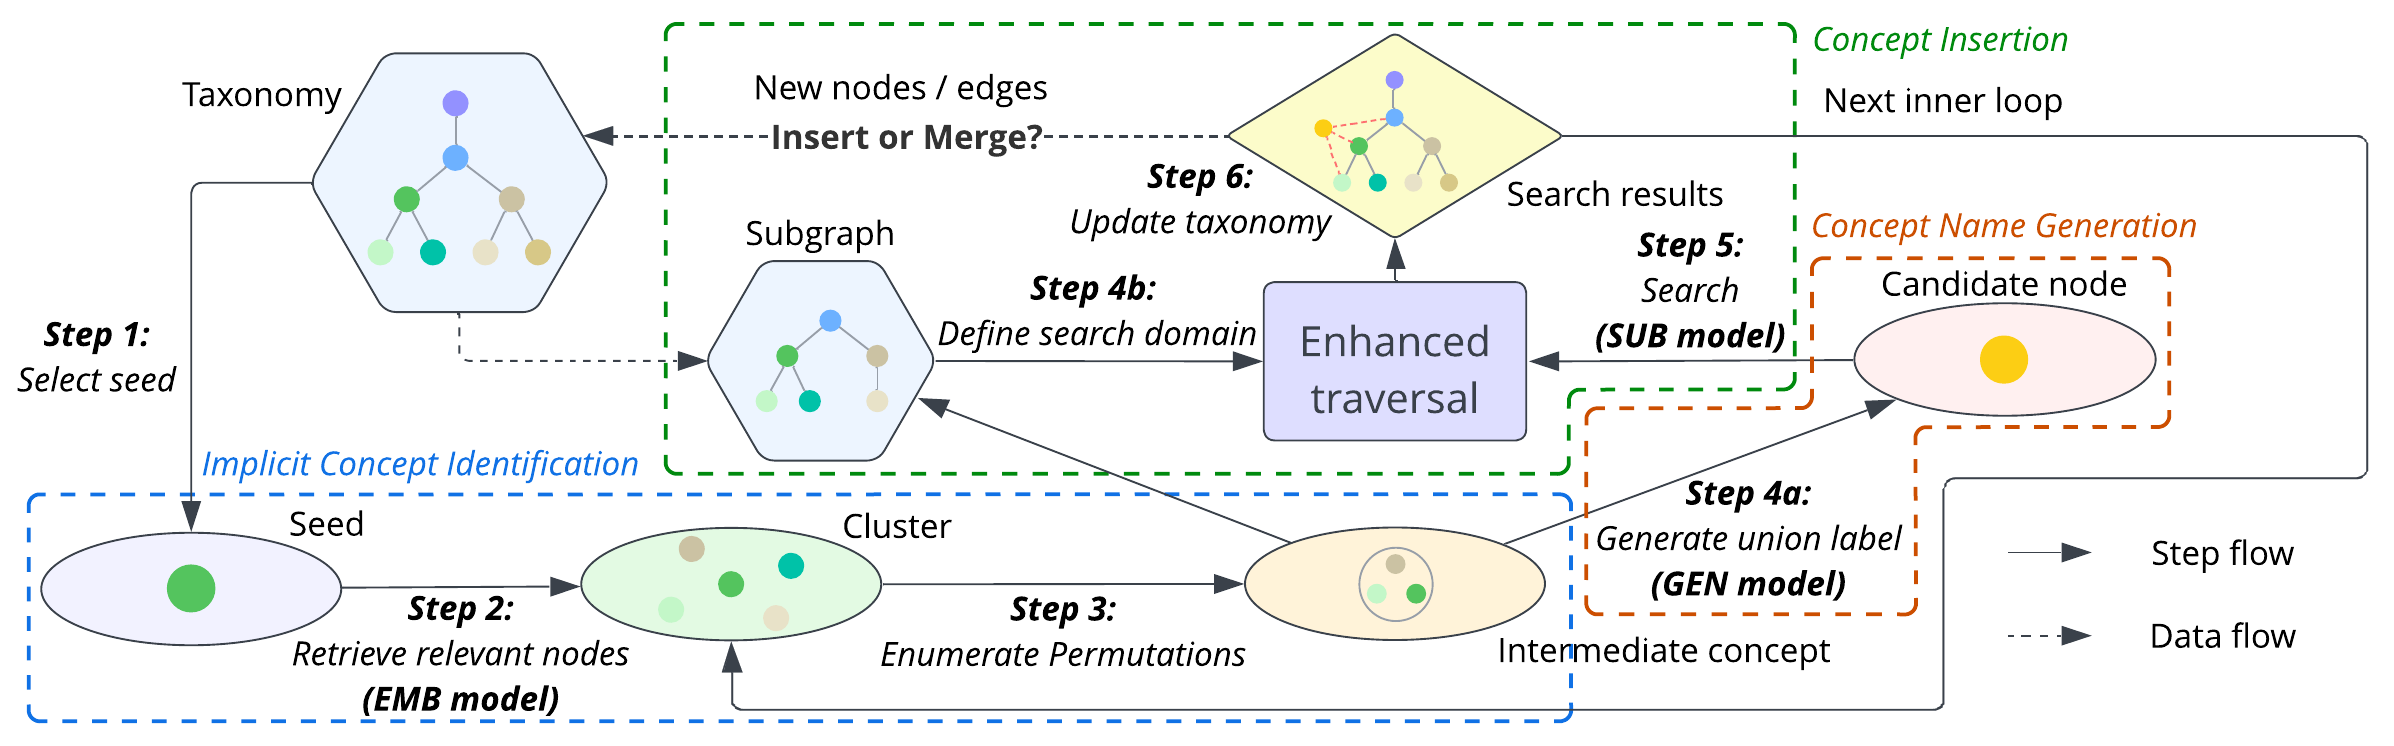 Concept Insertion
Taxonomy
New nodes / edges
Insert or Merge?
Next inner loop
Step 6:
Update taxonomy
Search results
Subgraph
Step 5:
Search
(SUB model)
Concept Name Generation
Candidate node
Step 4b:
Define search domain
Enhanced
traversal
Step 1:
Select seed
Implicit Concept Identification
Seed
Cluster
Step 4a:
Generate union label
(GEN model)
Step 2:
Retrieve relevant nodes
(EMB model)
Step 3:
Enumerate Permutations
Intermediate concept
Step flow
Data flow